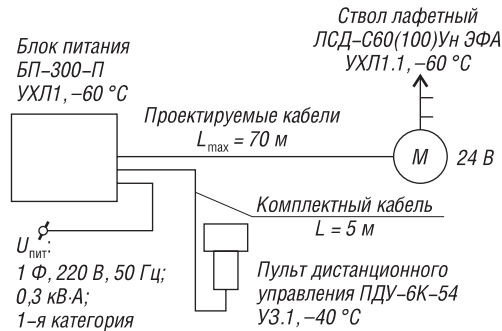 Ствол лафетный
ЛСД–С60(100)Ун ЭФА
УХЛ1.1, –60 °С
Блок питания
БП–300–П
УХЛ1, –60 °С
Проектируемые кабели
Lmax = 70 м
М
24 В
Комплектный кабель
L = 5 м
Uпит:
1 Ф, 220 В, 50 Гц;
0,3 кВ·А;
1–я категория
Пульт дистанционного
управления ПДУ–6К–54
У3.1, –40 °С